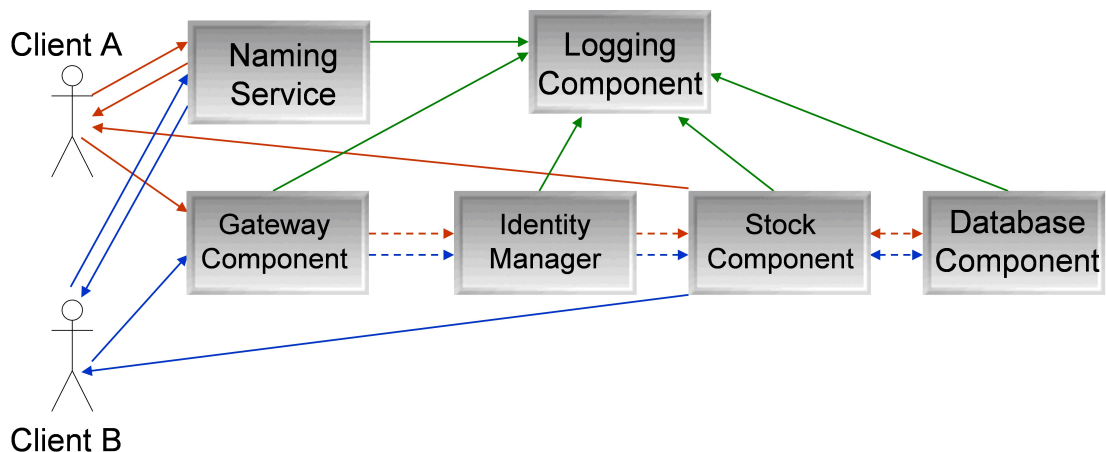 Client A
Naming
Service
Logging
Component
Gateway
Component
Identity
Manager
Stock
Component
Database
Component
Client B